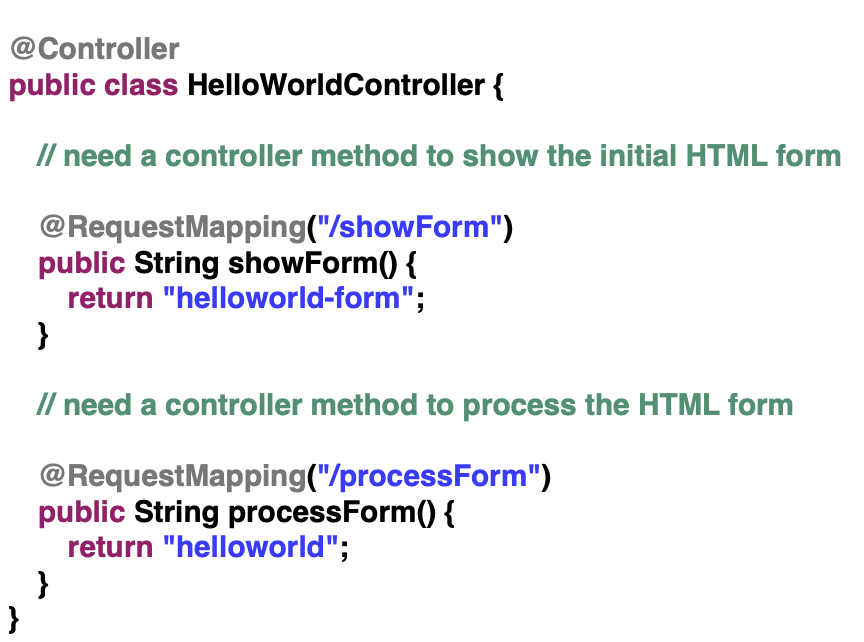 @Controller
public class HelloWorldController {
// need a controller method to show the initial HTML form
@RequestMapping("/showForm")
public String showForm() {
return "helloworld-form";
}
// need a controller method to process the HTML form
@RequestMapping("/processForm")
public String processForm() {
return "helloworld";
}
}